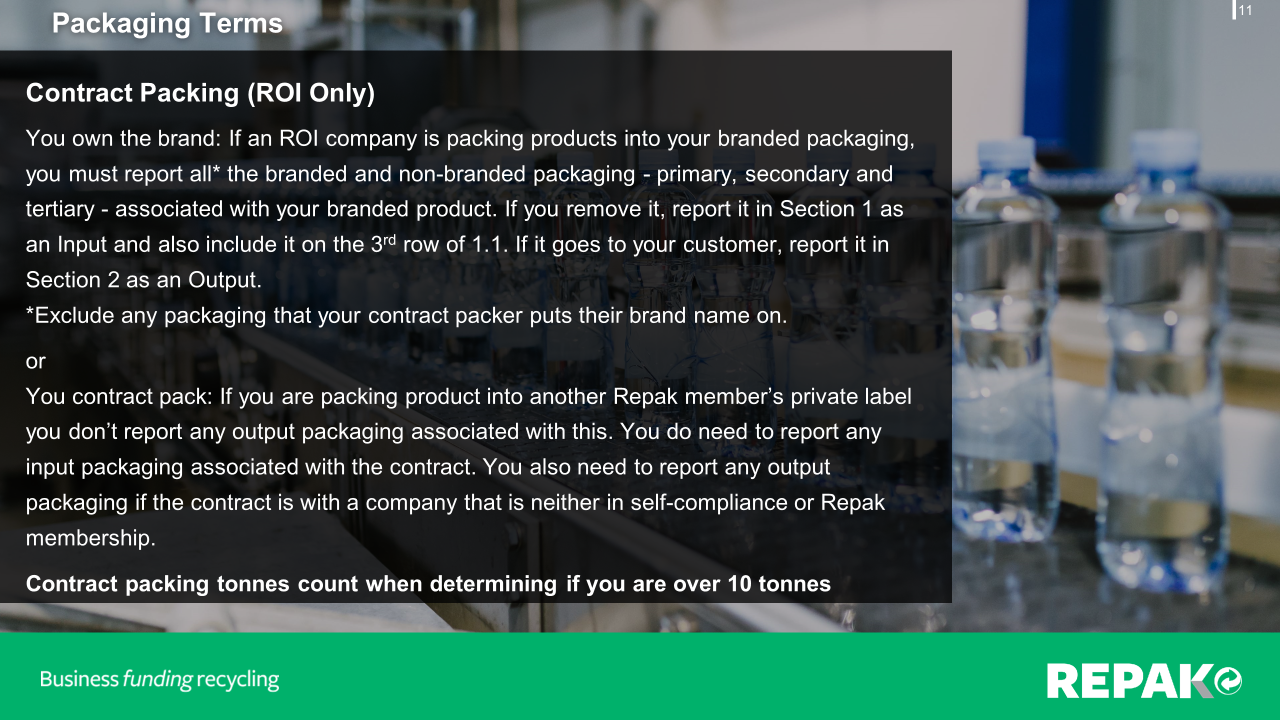 Packaging Terms
11
Contract Packing (ROI Only)
You own the brand: If an ROI company is packing products into your branded packaging,
you must report all* the branded and non-branded packaging - primary, secondary and
tertiary - associated with your branded product. If you remove it, report it in Section 1 as
an Input and also include it on the 3rd row of 1.1. If it goes to your customer, report it in
Section 2 as an Output.
*Exclude any packaging that your contract packer puts their brand name on.
or
You contract pack: If you are packing product into another Repak member’s private label
you don’t report any output packaging associated with this. You do need to report any
input packaging associated with the contract. You also need to report any output
packaging if the contract is with a company that is neither in self-compliance or Repak
membership.
Contract packing tonnes count when determining if you are over 10 tonnes
Business funding recycling
REPAK